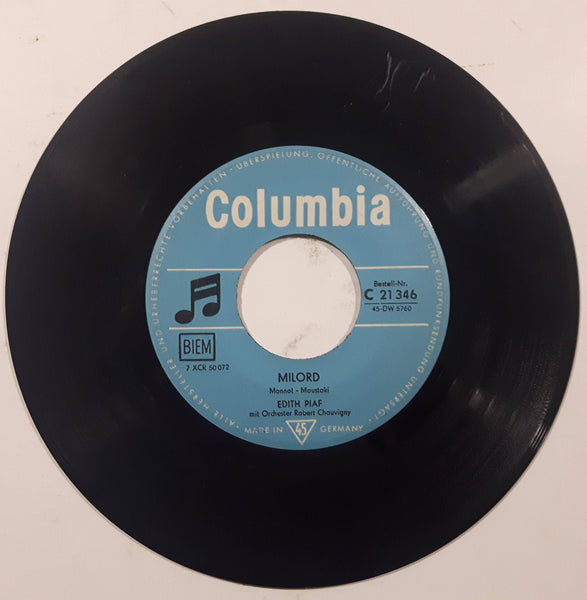 ALLE HERSTELLER UND URHEBERRECHTE VORBEHALTEN - ÜBERSPIELUNG, ÖFFENTLICHE AUFFÜHRUNG UND RUNDFUNKSENDUNG UNTERSAGT -
Columbia
Bestell-Nr.
C 21 346
45-DW 5760
BIEM
7 XCR 50 072
MILORD
Monnot - Moustaki
EDITH PIAF
mit Orchester Robert Chauvigny
MADE IN 45 GERMANY